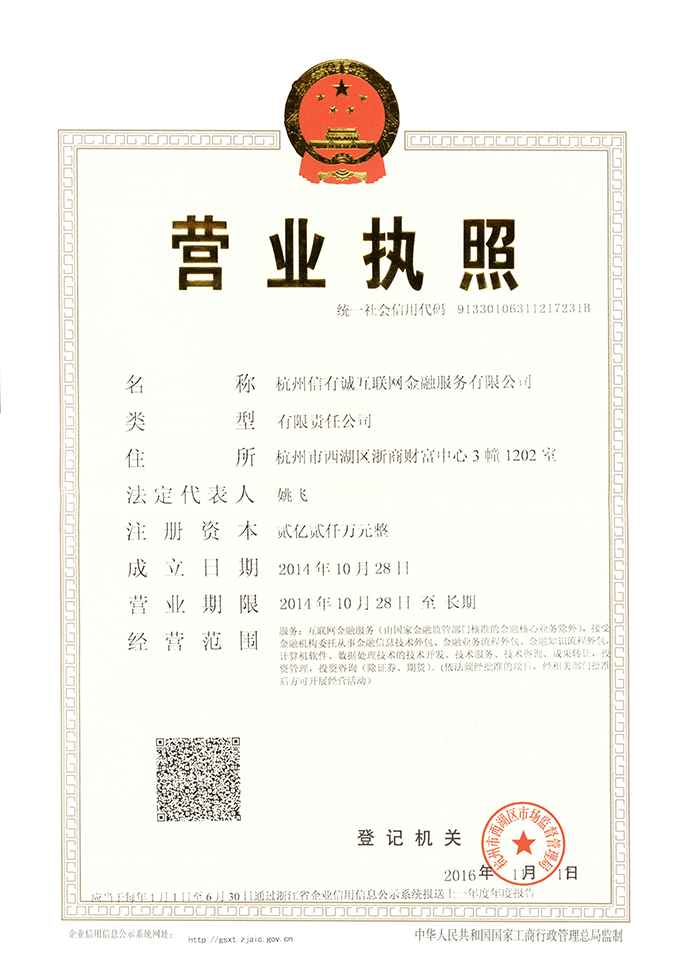 营业执照
统一社会信用代码 91330106311217231B
名称 杭州信有诚互联网金融服务有限公司
类型 有限责任公司
住所 杭州市西湖区浙商财富中心3幢1202室
法定代表人 姚飞
注册资本 贰亿贰仟万元整
成立日期 2014年10月28日
营业期限 2014年10月28日至长期
经营范围 服务：互联网金融服务（由国家金融监管部门核准的金融核心业务除外），接受
金融机构委托从事金融信息技术外包，金融业务流程外包，金融知识流程外包，
计算机软件、数据处理技术的技术开发、技术服务、技术咨询、成果转让，投
资管理，投资咨询（除证券、期货）。(依法须经批准的项目，经相关部门批准
后方可开展经营活动）
登记机关
杭州市西湖区市场监督管理局
2016年 1月 1日
应当于每年1月1日至6月30日通过浙江省企业信用信息公示系统报送上一年度年度报告
企业信用信息公示系统网址： http://gsxt.zjaic.gov.cn 中华人民共和国国家工商行政管理总局监制